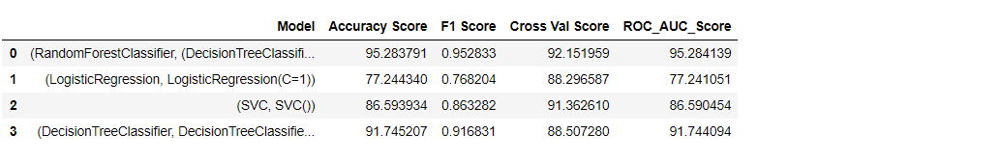 Model Accuracy Score F1 Score Cross Val Score ROC_AUC_Score
0 (RandomForestClassifier, (DecisionTreeClassifi... 95.283791 0.952833 92.151959 95.284139
1 (LogisticRegression, LogisticRegression(C=1)) 77.244340 0.768204 88.296587 77.241051
2 (SVC, SVC()) 86.593934 0.863282 91.362610 86.590454
3 (DecisionTreeClassifier, DecisionTreeClassifie... 91.745207 0.916831 88.507280 91.744094